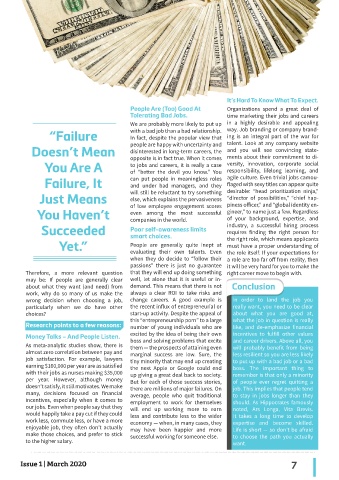 “Failure
Doesn’t Mean
You Are A
Failure, It
Just Means
You Haven’t
Succeeded
Yet.”
Therefore, a more relevant question
may be: if people are generally clear
about what they want (and need) from
work, why do so many of us make the
wrong decision when choosing a job,
particularly when we do have other
choices?
Research points to a few reasons:
Money Talks – And People Listen.
As meta-analytic studies show, there is
almost zero correlation between pay and
job satisfaction. For example, lawyers
earning $160,000 per year are as satisfied
with their jobs as nurses making $35,000
per year. However, although money
doesn’t satisfy, it still motivates. We make
many, decisions focused on financial
incentives, especially when it comes to
our jobs. Even when people say that they
would happily take a pay cut if they could
work less, commute less, or have a more
enjoyable job, they often don’t actually
make those choices, and prefer to stick
to the higher salary.
People Are (Too) Good At
Tolerating Bad Jobs.
We are probably more likely to put up
with a bad job than a bad relationship.
In fact, despite the popular view that
people are happy with uncertainty and
disinterested in long-term careers, the
opposite is in fact true. When it comes
to jobs and careers, it is really a case
of “better the devil you know.” You
can put people in meaningless roles
and under bad managers, and they
will still be reluctant to try something
else, which explains the pervasiveness
of low employee engagement scores
even among the most successful
companies in the world.
Poor self-awareness limits
smart choices.
People are generally quite inept at
evaluating their own talents. Even
when they do decide to “follow their
passions” there is just no guarantee
that they will end up doing something
well, let alone that it is useful or in-
demand. This means that there is not
always a clear ROI to take risks and
change careers. A good example is
the recent influx of entrepreneurial or
start-up activity. Despite the appeal of
this “entrepreneurship porn” to a large
number of young individuals who are
excited by the idea of being their own
boss and solving problems that excite
them — the prospects of attaining even
marginal success are low. Sure, the
tiny minority that may end up creating
the next Apple or Google could end
up giving a great deal back to society.
But for each of those success stories,
there are millions of major failures. On
average, people who quit traditional
employment to work for themselves
will end up working more to earn
less and contribute less to the wider
economy — when, in many cases, they
may have been happier and more
successful working for someone else.
It’s Hard To Know What To Expect.
Organizations spend a great deal of
time marketing their jobs and careers
in a highly desirable and appealing
way. Job branding or company brand-
ing is an integral part of the war for
talent. Look at any company website
and you will see convincing state-
ments about their commitment to di-
versity, innovation, corporate social
responsibility, lifelong learning, and
agile culture. Even trivial jobs camou-
flaged with sexy titles can appear quite
desirable: “head prioritization ninja,”
“director of possibilities,” “chief hap-
piness officer,” and “global identity en-
gineer,” to name just a few. Regardless
of your background, expertise, and
industry, a successful hiring process
requires finding the right person for
the right role, which means applicants
must have a proper understanding of
the role itself. If your expectations for
a role are too far off from reality, then
it will be very hard for you to make the
right career move to begin with.
Conclusion
In order to land the job you
really want, you need to be clear
about what you are good at,
what the job in question is really
like, and de-emphasize financial
incentives to fulfill other values
and career drivers. Above all, you
will probably benefit from being
less resilient so you are less likely
to put up with a bad job or a bad
boss. The important thing to
remember is that only a minority
of people ever regret quitting a
job. This implies that people tend
to stay in jobs longer than they
should. As Hippocrates famously
noted, Ars Longa, Vita Brevis.
It takes a long time to develop
expertise and become skilled.
Life is short — so don’t be afraid
to choose the path you actually
want.
Issue 1 | March 2020
7